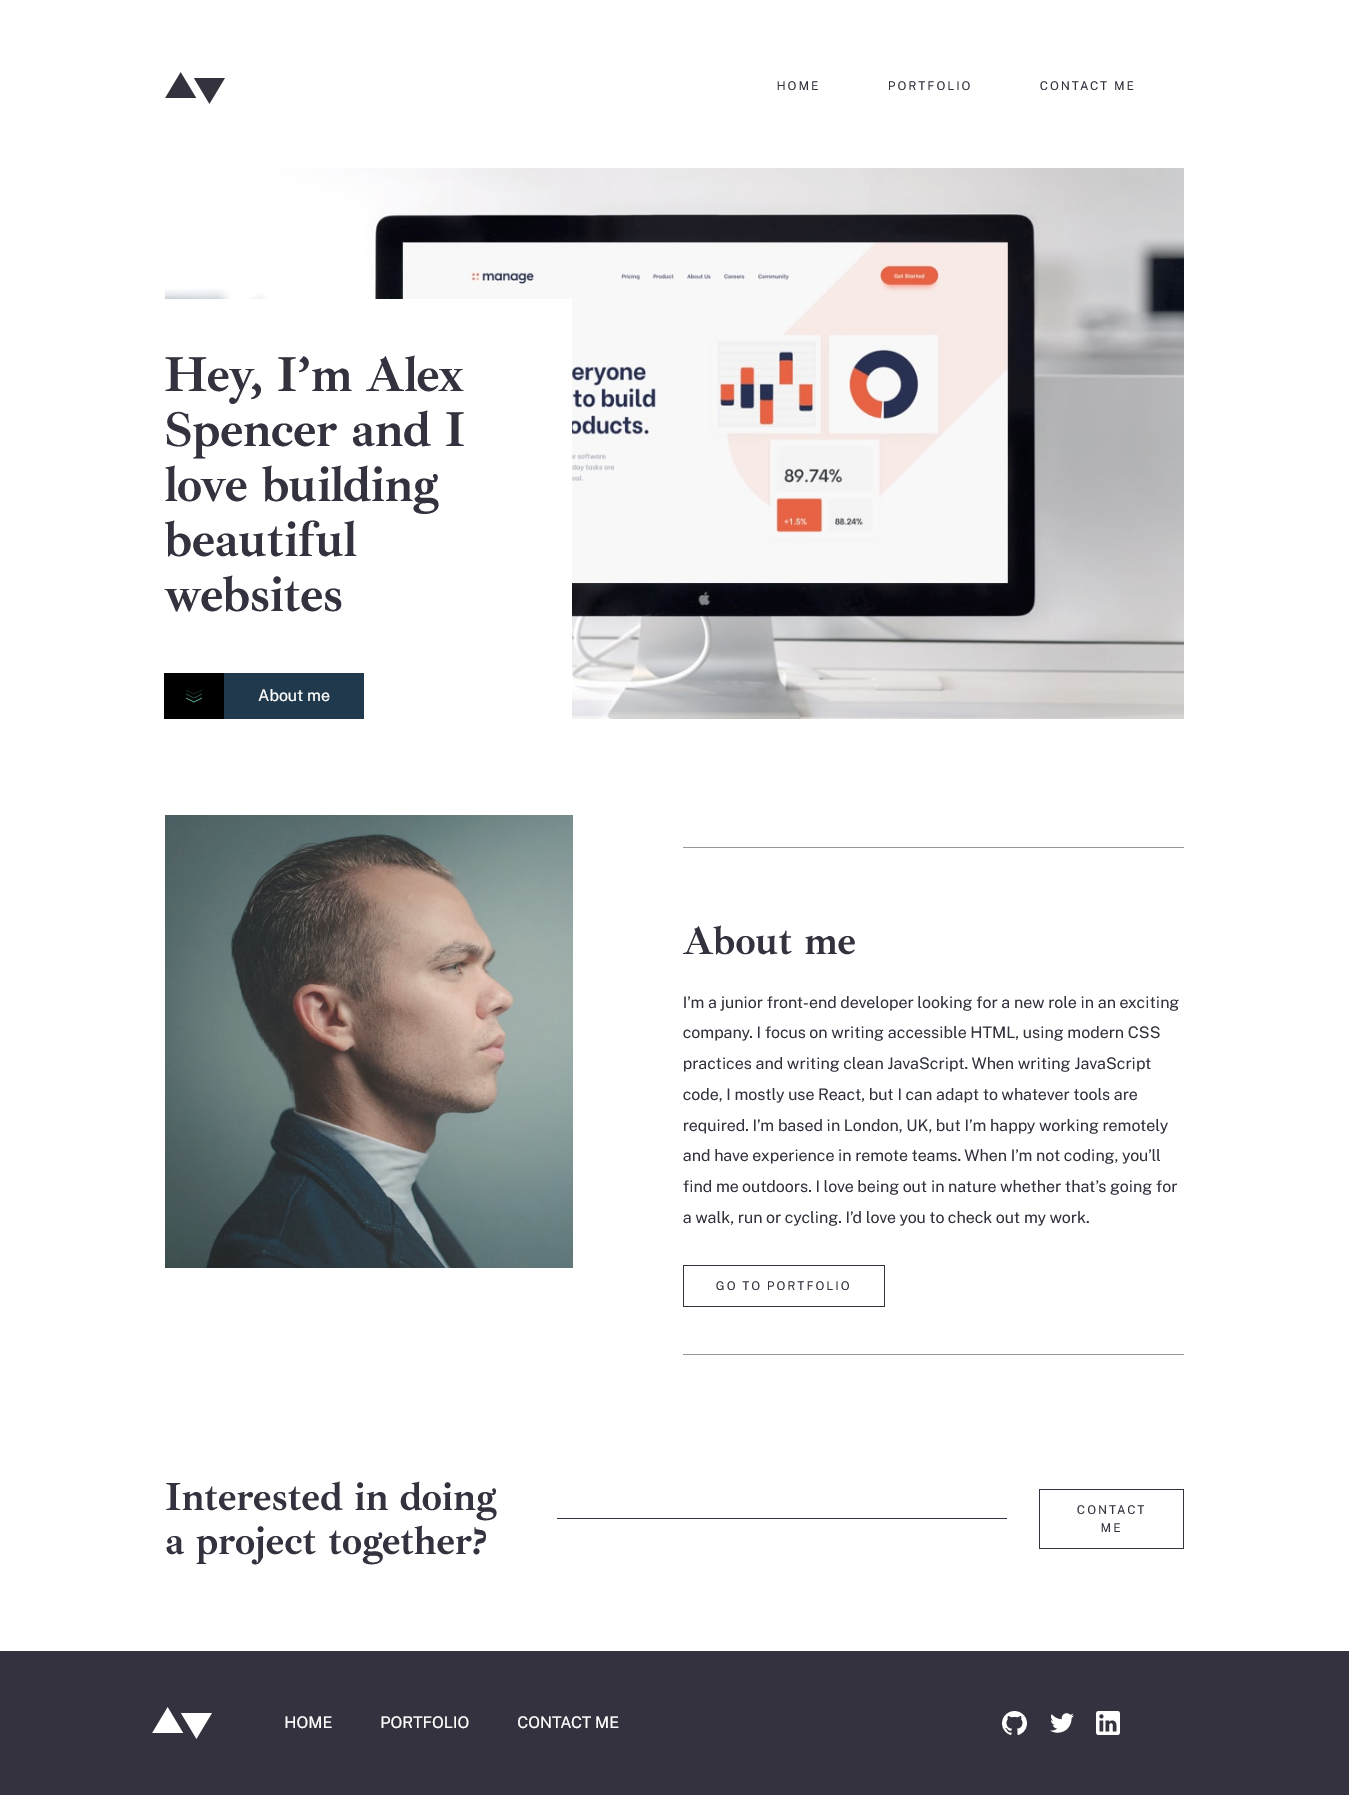 HOME PORTFOLIO CONTACT ME
manage Pricing Product About Us Careers Community Get Started
Hey, I’m Alex
Spencer and I
love building
beautiful
websites
eryone
to build
oducts.
r software
day tasks are
89.74%
+1.5% 88.24%
About me
About me
I’m a junior front-end developer looking for a new role in an exciting
company. I focus on writing accessible HTML, using modern CSS
practices and writing clean JavaScript. When writing JavaScript
code, I mostly use React, but I can adapt to whatever tools are
required. I’m based in London, UK, but I’m happy working remotely
and have experience in remote teams. When I’m not coding, you’ll
find me outdoors. I love being out in nature whether that’s going for
a walk, run or cycling. I’d love you to check out my work.
GO TO PORTFOLIO
Interested in doing
a project together?
CONTACT
ME
HOME PORTFOLIO CONTACT ME
in